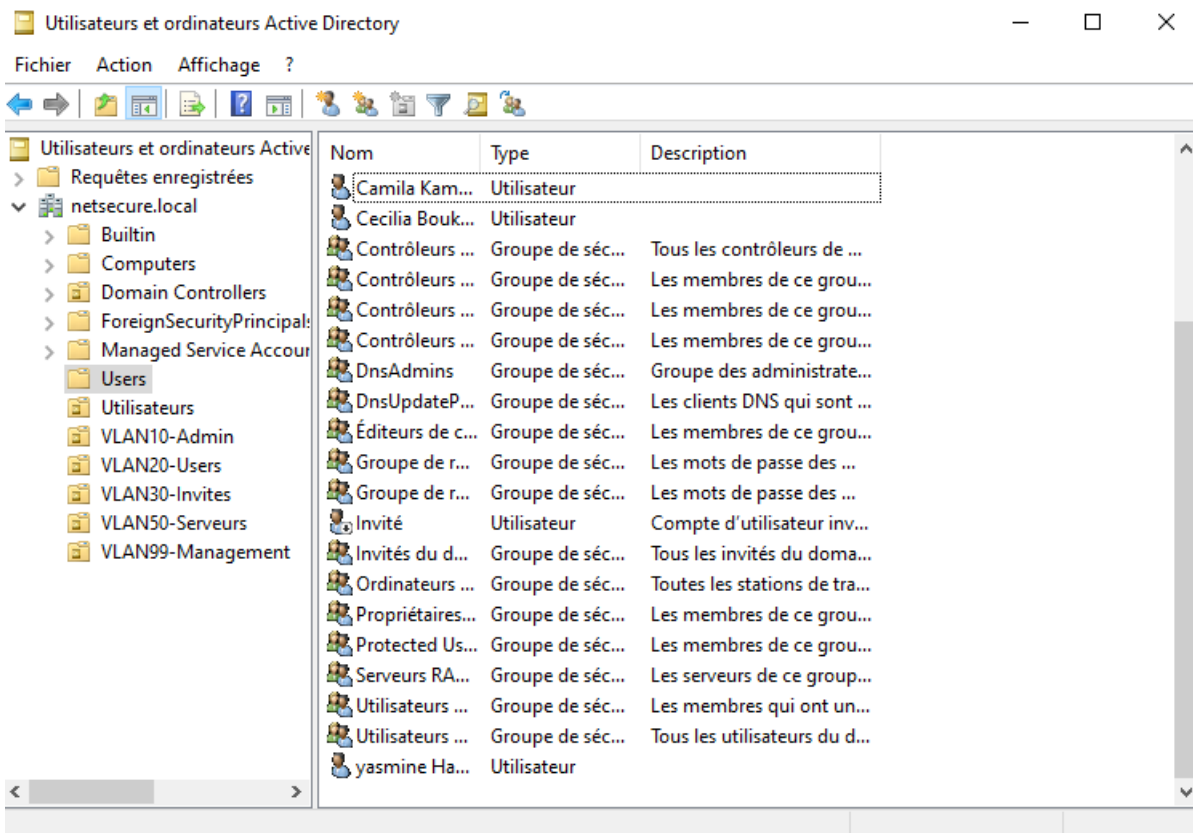 Utilisateurs et ordinateurs Active Directory
Fichier Action Affichage ?
Utilisateurs et ordinateurs Active
Requêtes enregistrées
netsecure.local
Builtin
Computers
Domain Controllers
ForeignSecurityPrincipals
Managed Service Accour
Users
Utilisateurs
VLAN10-Admin
VLAN20-Users
VLAN30-Invites
VLAN50-Serveurs
VLAN99-Management
Nom Type Description
Camila Kam... Utilisateur
Cecilia Bouk... Utilisateur
Contrôleurs ... Groupe de séc... Tous les contrôleurs de ...
Contrôleurs ... Groupe de séc... Les membres de ce grou...
Contrôleurs ... Groupe de séc... Les membres de ce grou...
Contrôleurs ... Groupe de séc... Les membres de ce grou...
DnsAdmins Groupe de séc... Groupe des administrate...
DnsUpdateP... Groupe de séc... Les clients DNS qui sont ...
Éditeurs de c... Groupe de séc... Les membres de ce grou...
Groupe de r... Groupe de séc... Les mots de passe des ...
Groupe de r... Groupe de séc... Les mots de passe des ...
Invité Utilisateur Compte d'utilisateur inv...
Invités du d... Groupe de séc... Tous les invités du doma...
Ordinateurs ... Groupe de séc... Toutes les stations de tra...
Propriétaires... Groupe de séc... Les membres de ce grou...
Protected Us... Groupe de séc... Les membres de ce grou...
Serveurs RA... Groupe de séc... Les serveurs de ce group...
Utilisateurs ... Groupe de séc... Les membres qui ont un...
Utilisateurs ... Groupe de séc... Tous les utilisateurs du d...
yasmine Ha... Utilisateur